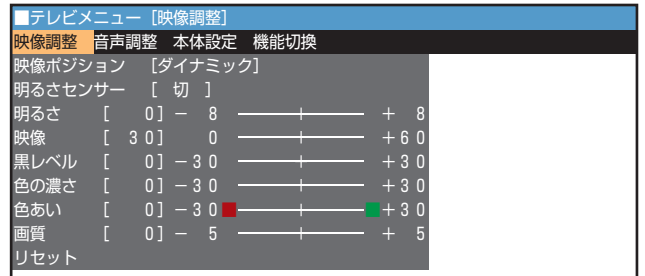 ■テレビメニュー [映像調整]
映像調整 音声調整 本体設定 機能切換
映像ポジション [ダイナミック]
明るさセンサー [ 切 ]
明るさ [ 0] － 8 ＋ 8
映像 [ 30] 0 ＋60
黒レベル [ 0] －30 ＋30
色の濃さ [ 0] －30 ＋30
色あい [ 0] －30 ＋30
画質 [ 0] － 5 ＋ 5
リセット